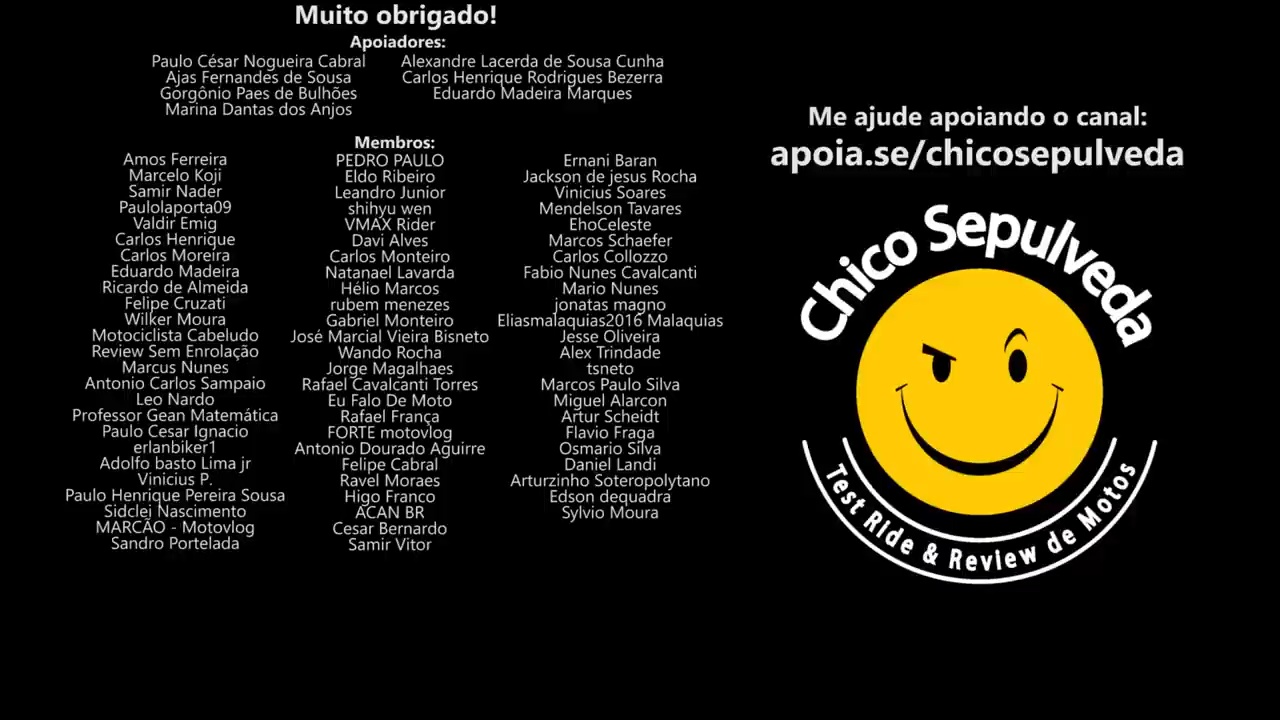 Muito obrigado!
Apoiadores:
Paulo César Nogueira Cabral
Ajas Fernandes de Sousa
Gorgônio Paes de Bulhões
Marina Dantas dos Anjos
Alexandre Lacerda de Sousa Cunha
Carlos Henrique Rodrigues Bezerra
Eduardo Madeira Marques
Membros:
Amos Ferreira
Marcelo Koji
Samir Nader
Paulolaporta09
Valdir Emig
Carlos Henrique
Carlos Moreira
Eduardo Madeira
Ricardo de Almeida
Felipe Cruzati
Wilker Moura
Motociclista Cabeludo
Review Sem Enrolação
Marcus Nunes
Antonio Carlos Sampaio
Leo Nardo
Professor Gean Matemática
Paulo Cesar Ignacio
erlanbiker1
Adolfo basto Lima jr
Vinicius P.
Paulo Henrique Pereira Sousa
Sidclei Nascimento
MARCÃO - Motovlog
Sandro Portelada
PEDRO PAULO
Eldo Ribeiro
Leandro Junior
shihyu wen
VMAX Rider
Davi Alves
Carlos Monteiro
Natanael Lavarda
Hélio Marcos
rubem menezes
Gabriel Monteiro
José Marcial Vieira Bisneto
Wando Rocha
Jorge Magalhaes
Rafael Cavalcanti Torres
Eu Falo De Moto
Rafael França
FORTE motovlog
Antonio Dourado Aguirre
Felipe Cabral
Ravel Moraes
Higo Franco
ACAN BR
Cesar Bernardo
Samir Vitor
Ernani Baran
Jackson de jesus Rocha
Vinicius Soares
Mendelson Tavares
EhoCeleste
Marcos Schaefer
Carlos Collozzo
Fabio Nunes Cavalcanti
Mario Nunes
jonatas magno
Eliasmalaquias2016 Malaquias
Jesse Oliveira
Alex Trindade
tsneto
Marcos Paulo Silva
Miguel Alarcon
Artur Scheidt
Flavio Fraga
Osmario Silva
Daniel Landi
Arturzinho Soteropolytano
Edson dequadra
Sylvio Moura
Me ajude apoiando o canal:
apoia.se/chicosepulveda
Chico Sepulveda
Test Ride & Review de Motos